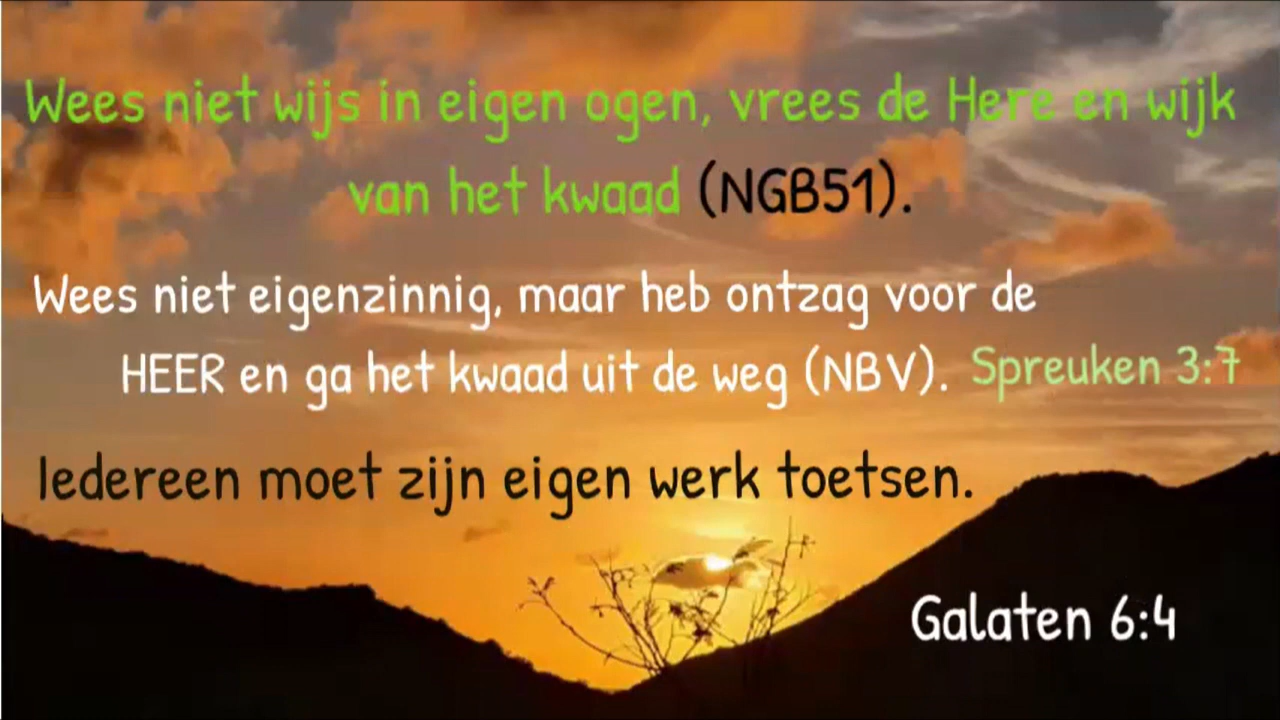 Wees niet wijs in eigen ogen, vrees de Here en wijk
van het kwaad (NGB51).
Wees niet eigenzinnig, maar heb ontzag voor de
HEER en ga het kwaad uit de weg (NBV). Spreuken 3:7
Iedereen moet zijn eigen werk toetsen.
Galaten 6:4